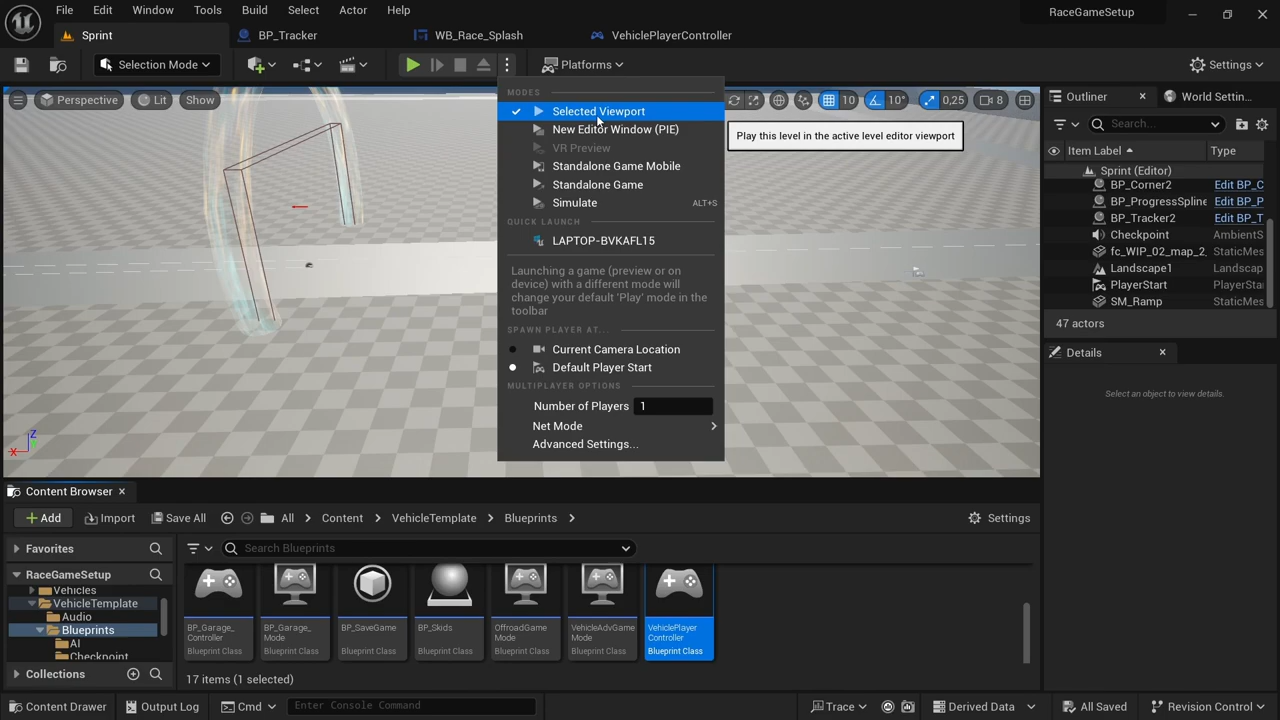 File Edit Window Tools Build Select Actor Help RaceGameSetup
Sprint BP_Tracker WB_Race_Splash VehiclePlayerController
Selection Mode Platforms Settings
Perspective Lit Show 10 10° 0,25 8
MODES
Selected Viewport
New Editor Window (PIE)
VR Preview
Standalone Game Mobile
Standalone Game
Simulate ALT+S
QUICK LAUNCH
LAPTOP-BVKAFL15
Launching a game (preview or on
device) with a different mode will
change your default 'Play' mode in the
toolbar
SPAWN PLAYER AT...
Current Camera Location
Default Player Start
MULTIPLAYER OPTIONS
Number of Players 1
Net Mode
Advanced Settings...
Play this level in the active level editor viewport
Z
X
Outliner World Settin...
Search...
Item Label Type
Sprint (Editor)
BP_Corner2 Edit BP_C
BP_ProgressSpline Edit BP_P
BP_Tracker2 Edit BP_T
Checkpoint AmbientS
fc_WIP_02_map_2_ StaticMes
Landscape1 Landscap
PlayerStart PlayerStar
SM_Ramp StaticMes
47 actors
Details
Select an object to view details.
Content Browser
Add Import Save All All Content VehicleTemplate Blueprints Settings
Favorites
RaceGameSetup
Vehicles
VehicleTemplate
Audio
Blueprints
AI
Checkpoint
Collections
Search Blueprints
BP_Garage_
Controller
Blueprint Class
BP_Garage_
Mode
Blueprint Class
BP_SaveGame
Blueprint Class
BP_Skids
Blueprint Class
OffroadGame
Mode
Blueprint Class
VehicleAdvGame
Mode
Blueprint Class
VehiclePlayer
Controller
Blueprint Class
17 items (1 selected)
Content Drawer Output Log Cmd Enter Console Command Trace Derived Data All Saved Revision Control